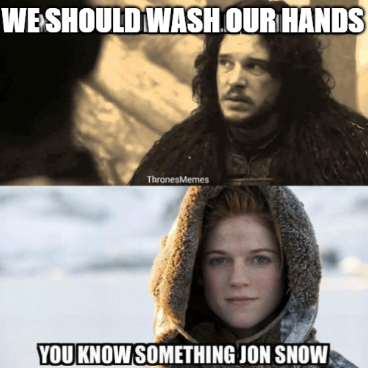 WE SHOULD WASH OUR HANDS
ThronesMemes
YOU KNOW SOMETHING JON SNOW